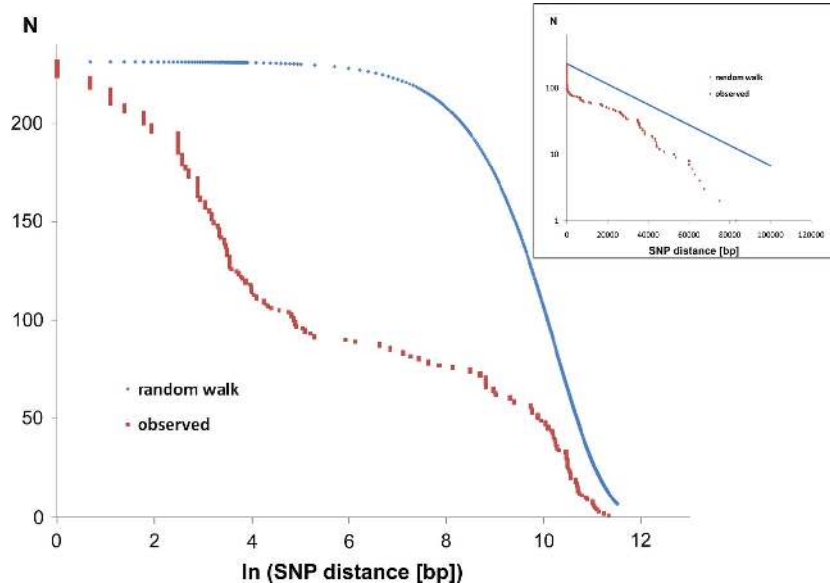 N
200
150
100
50
0
0 2 4 6 8 10 12
ln (SNP distance [bp])
random walk
observed
N
100
10
1
0 20000 40000 60000 80000 100000 120000
SNP distance [bp]
random walk
observed